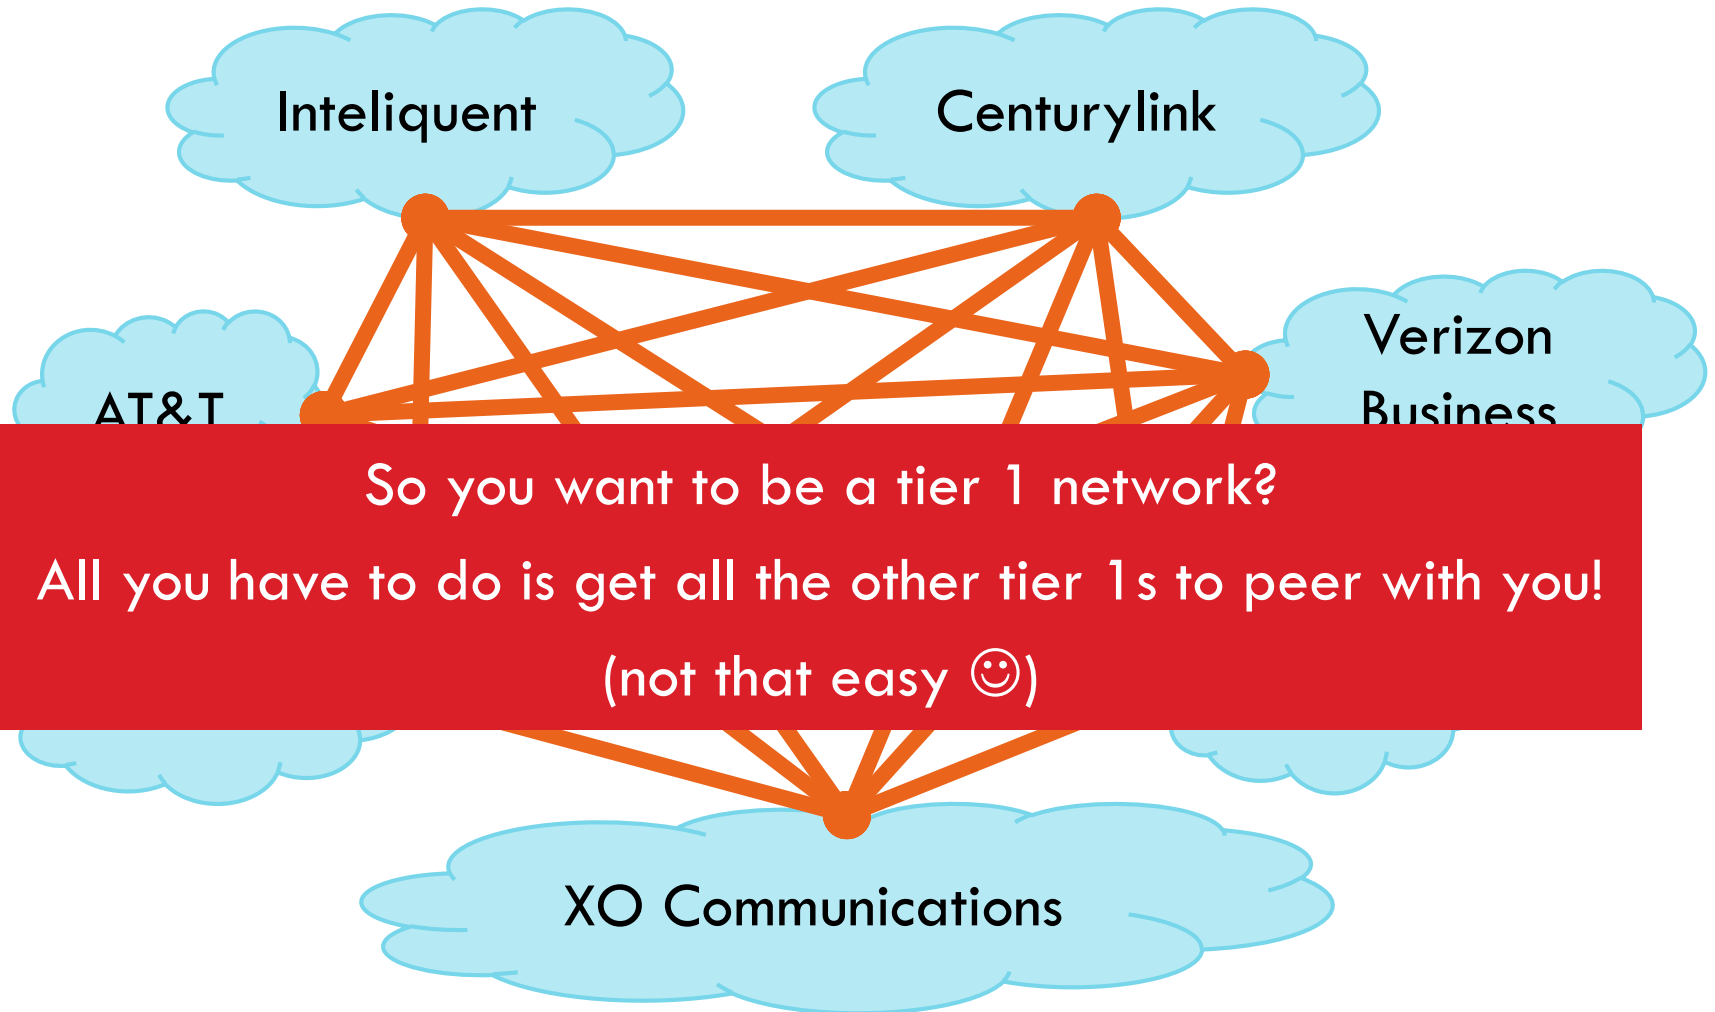 Inteliquent
Centurylink
Verizon
Business
AT&T
So you want to be a tier 1 network?
All you have to do is get all the other tier 1s to peer with you!
(not that easy ☺)
XO Communications